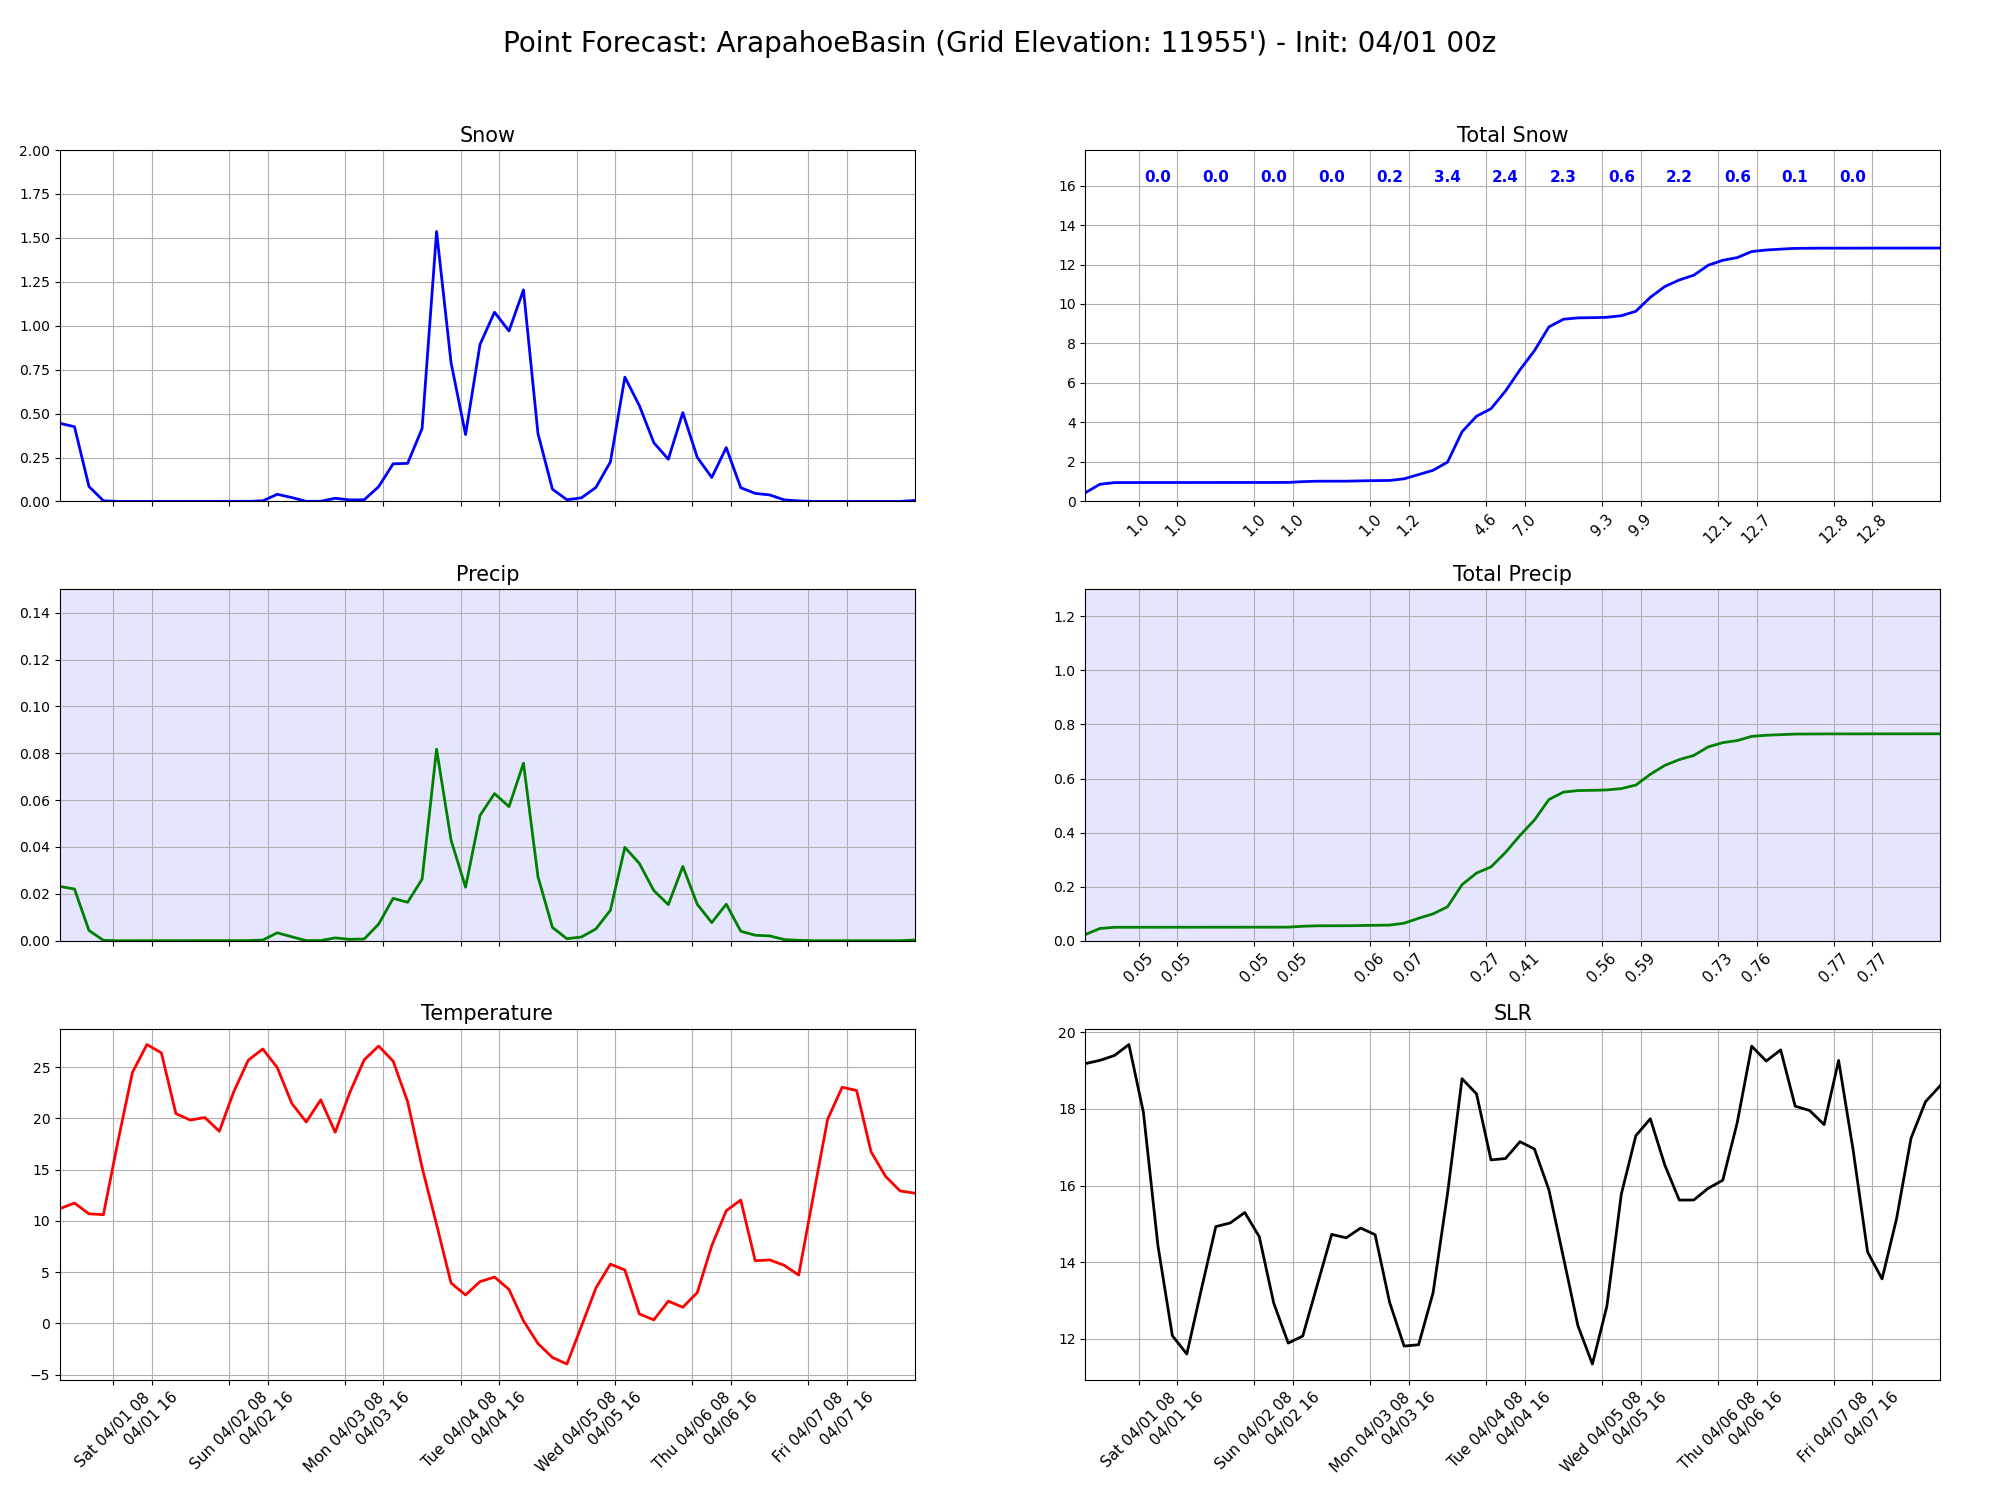 Point Forecast: ArapahoeBasin (Grid Elevation: 11955') - Init: 04/01 00z
Snow
2.00
1.75
1.50
1.25
1.00
0.75
0.50
0.25
0.00
Total Snow
0.0 0.0 0.0 0.0 0.2 3.4 2.4 2.3 0.6 2.2 0.6 0.1 0.0
16
14
12
10
8
6
4
2
0
1.0 1.0 1.0 1.0 1.0 1.2 4.6 7.0 9.3 9.9 12.1 12.7 12.8 12.8
Precip
0.14
0.12
0.10
0.08
0.06
0.04
0.02
0.00
Total Precip
1.2
1.0
0.8
0.6
0.4
0.2
0.0
0.05 0.05 0.05 0.05 0.06 0.07 0.27 0.41 0.56 0.59 0.73 0.76 0.77 0.77
Temperature
25
20
15
10
5
0
−5
Sat 04/01 08
04/01 16
Sun 04/02 08
04/02 16
Mon 04/03 08
04/03 16
Tue 04/04 08
04/04 16
Wed 04/05 08
04/05 16
Thu 04/06 08
04/06 16
Fri 04/07 08
04/07 16
SLR
20
18
16
14
12
Sat 04/01 08
04/01 16
Sun 04/02 08
04/02 16
Mon 04/03 08
04/03 16
Tue 04/04 08
04/04 16
Wed 04/05 08
04/05 16
Thu 04/06 08
04/06 16
Fri 04/07 08
04/07 16